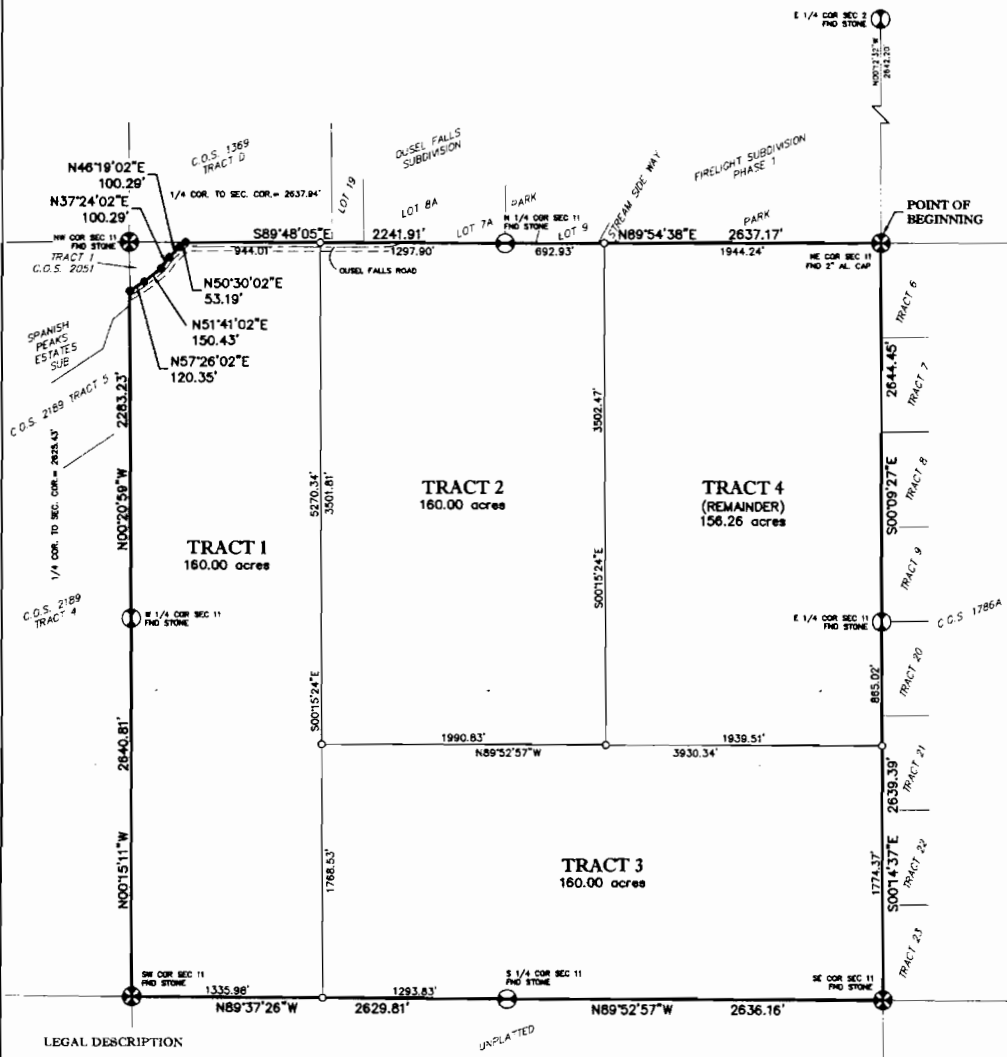 E 1/4 COR SEC 2
FND STONE
N00°12'32"W
2642.20'
C.O.S. 1369
TRACT D
OUSEL FALLS
SUBDIVISION
FIRELIGHT SUBDIVISION
PHASE 1
N46°19'02"E
100.29'
1/4 COR. TO SEC. COR.= 2637.94'
N37°24'02"E
100.29'
LOT 19
LOT 8A
PARK
STREAM SIDE WAY
PARK
POINT OF
BEGINNING
NW COR SEC 11
FND STONE
S89°48'05"E
2241.91'
LOT 7A
N 1/4 COR SEC 11
FND STONE
LOT 9
N89°54'38"E
2637.17'
944.01'
1297.90'
692.93'
1944.24'
TRACT 1
C.O.S. 2051
OUSEL FALLS ROAD
NE COR SEC 11
FND 2" AL. CAP
N50°30'02"E
53.19'
N51°41'02"E
150.43'
N57°26'02"E
120.35'
SPANISH
PEAKS
ESTATES
SUB
C.O.S. 2189 TRACT 5
2283.23'
N00°20'59"W
1/4 COR. TO SEC. COR.= 2625.43'
TRACT 6
2644.45'
TRACT 7
S00°09'27"E
TRACT 8
TRACT 9
3502.47'
5270.34'
3501.81'
TRACT 2
160.00 acres
TRACT 4
(REMAINDER)
156.26 acres
TRACT 1
160.00 acres
S00°15'24"E
C.O.S. 2189
TRACT 4
W 1/4 COR SEC 11
FND STONE
E 1/4 COR SEC 11
FND STONE
C.O.S 1786A
TRACT 20
865.02'
S00°15'24"E
2640.81'
N00°15'11"W
1990.83'
1939.51'
N89°52'57"W
3930.34'
TRACT 21
2639.39'
TRACT 22
S00°14'37"E
1774.37'
TRACT 23
1768.53'
TRACT 3
160.00 acres
SW COR SEC 11
FND STONE
S 1/4 COR SEC 11
FND STONE
SE COR SEC 11
FND STONE
1335.98'
1293.83'
N89°37'26"W
2629.81'
N89°52'57"W
2636.16'
LEGAL DESCRIPTION
UNPLATTED